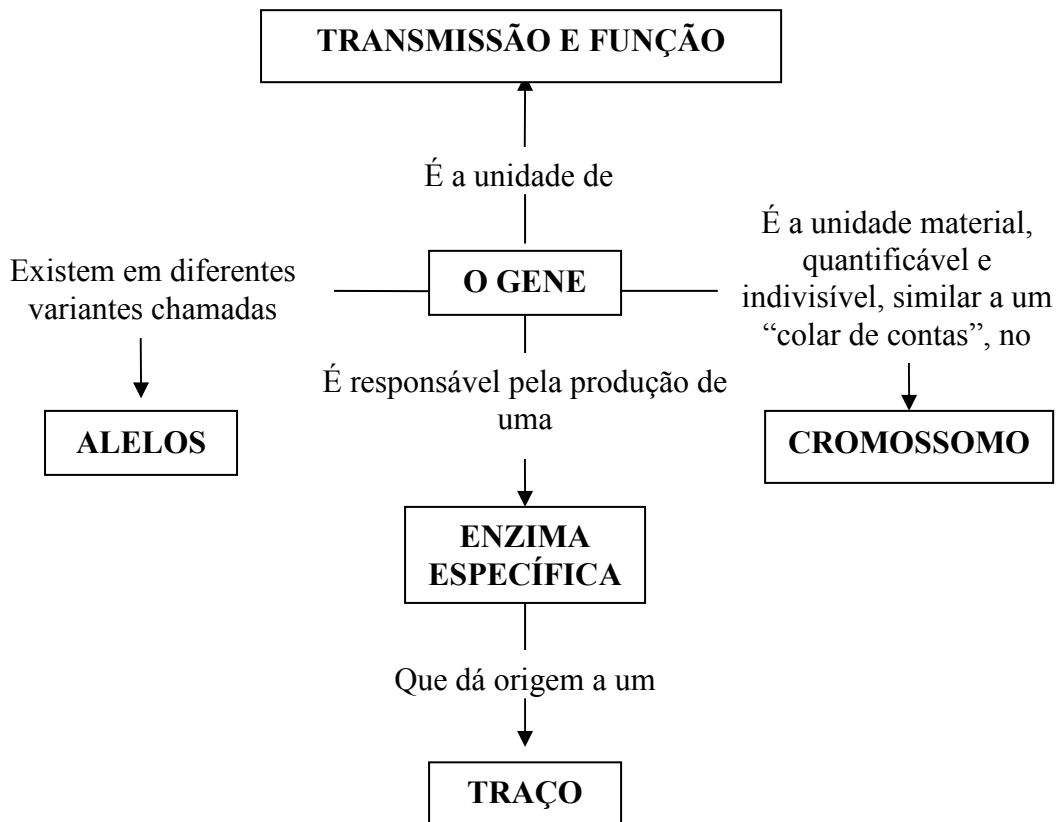 TRANSMISSÃO E FUNÇÃO
É a unidade de
É a unidade material,
quantificável e
indivisível, similar a um
“colar de contas”, no
Existem em diferentes
variantes chamadas
O GENE
É responsável pela produção de
uma
ALELOS
CROMOSSOMO
ENZIMA
ESPECÍFICA
Que dá origem a um
TRAÇO